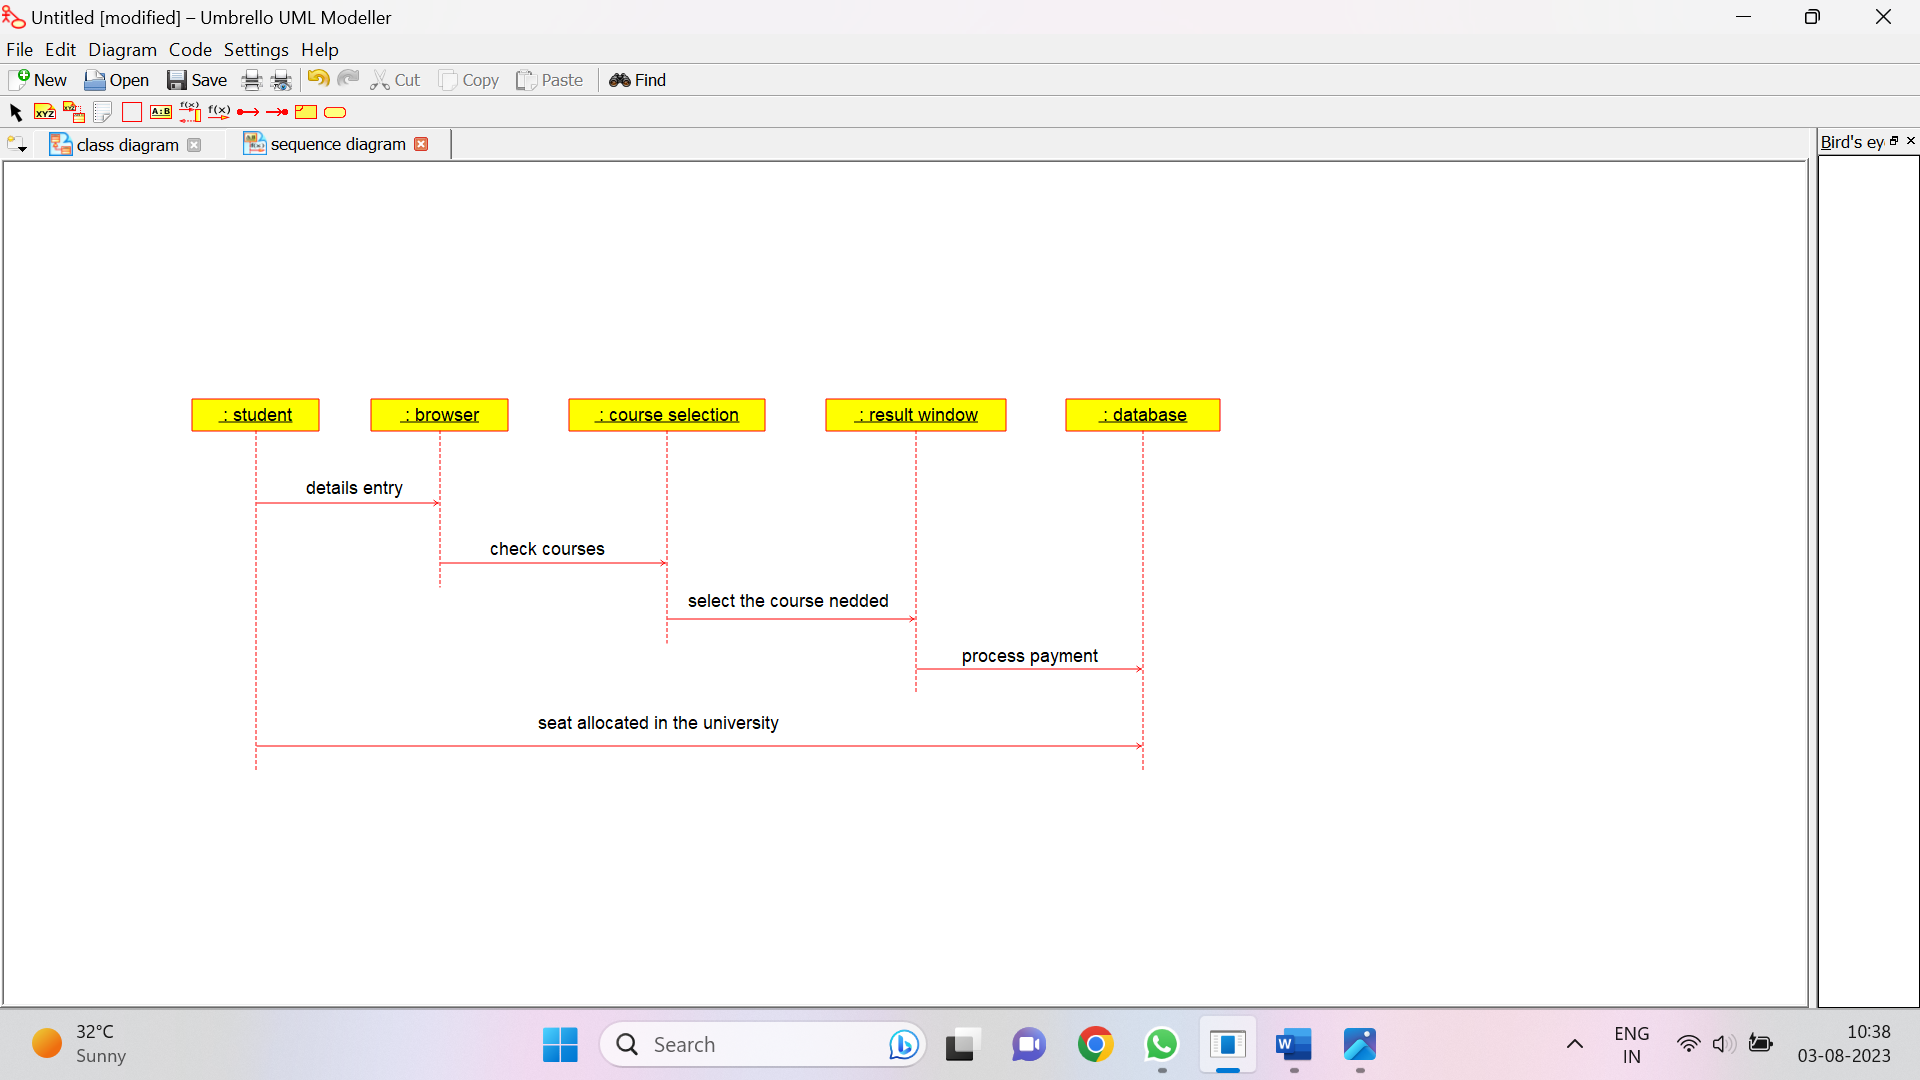 Untitled [modified] – Umbrello UML Modeller
File Edit Diagram Code Settings Help
New Open Save Cut Copy Paste Find
XYZ XYZ A:B f(x) f(x)
class diagram sequence diagram
Bird's ey
: student : browser : course selection : result window : database
details entry
check courses
select the course nedded
process payment
seat allocated in the university
32°C
Sunny
Search
W
ENG
IN
10:38
03-08-2023